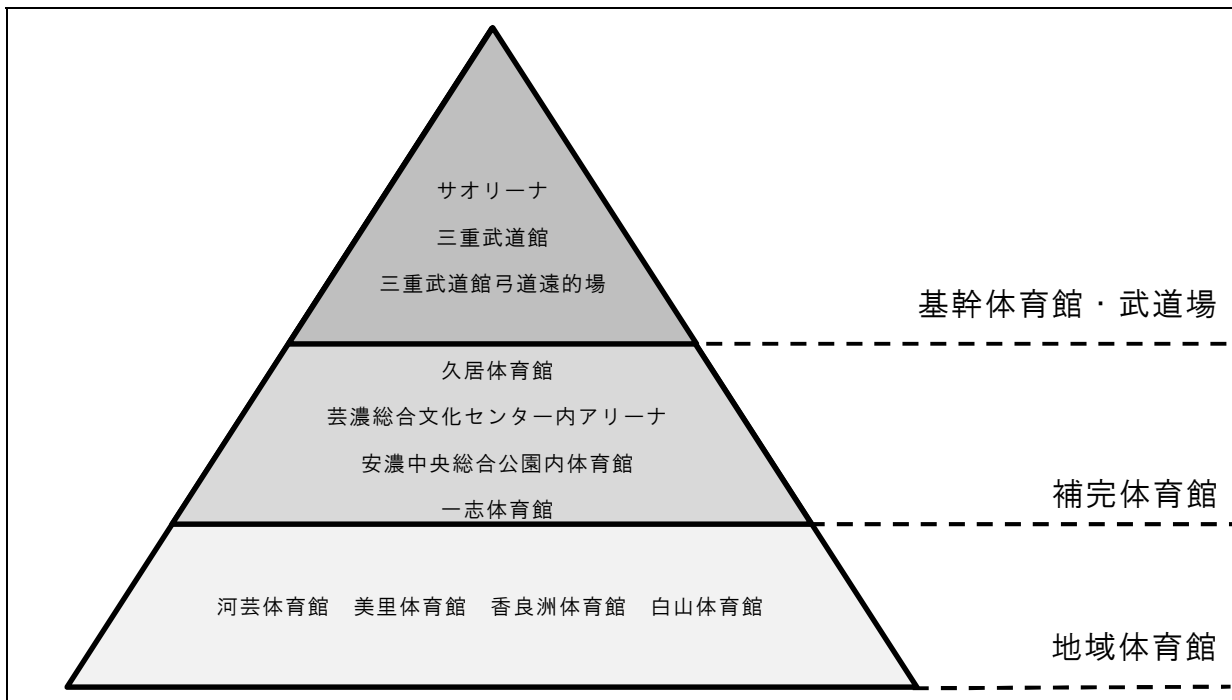 サオリーナ
三重武道館
三重武道館弓道遠的場
基幹体育館・武道場
久居体育館
芸濃総合文化センター内アリーナ
安濃中央総合公園内体育館
一志体育館
補完体育館
河芸体育館　美里体育館　香良洲体育館　白山体育館
地域体育館